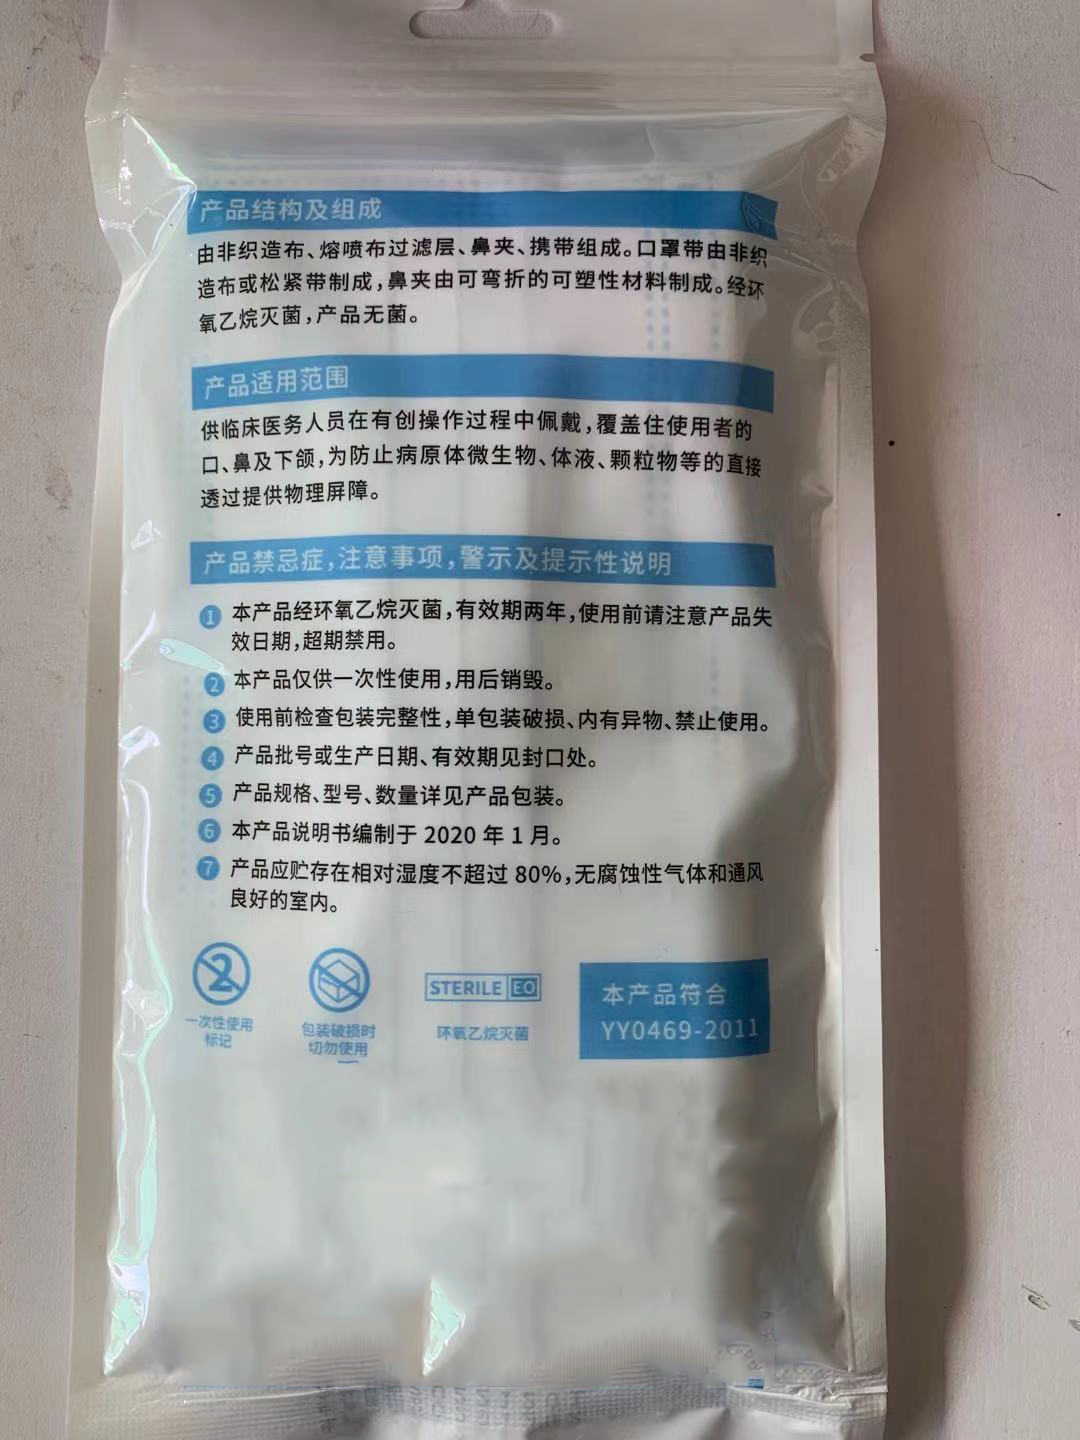 产品结构及组成
由非织造布、熔喷布过滤层、鼻夹、携带组成。口罩带由非织
造布或松紧带制成,鼻夹由可弯折的可塑性材料制成。经环
氧乙烷灭菌,产品无菌。
产品适用范围
供临床医务人员在有创操作过程中佩戴,覆盖住使用者的
口、鼻及下颌,为防止病原体微生物、体液、颗粒物等的直接
透过提供物理屏障。
产品禁忌症,注意事项,警示及提示性说明
1 本产品经环氧乙烷灭菌,有效期两年,使用前请注意产品失
效日期,超期禁用。
2 本产品仅供一次性使用,用后销毁。
3 使用前检查包装完整性,单包装破损、内有异物、禁止使用。
4 产品批号或生产日期、有效期见封口处。
5 产品规格、型号、数量详见产品包装。
6 本产品说明书编制于 2020 年 1 月。
7 产品应贮存在相对湿度不超过 80%,无腐蚀性气体和通风
良好的室内。
2
一次性使用
标记
包装破损时
切勿使用
STERILE EO
环氧乙烷灭菌
本产品符合
YY0469-2011